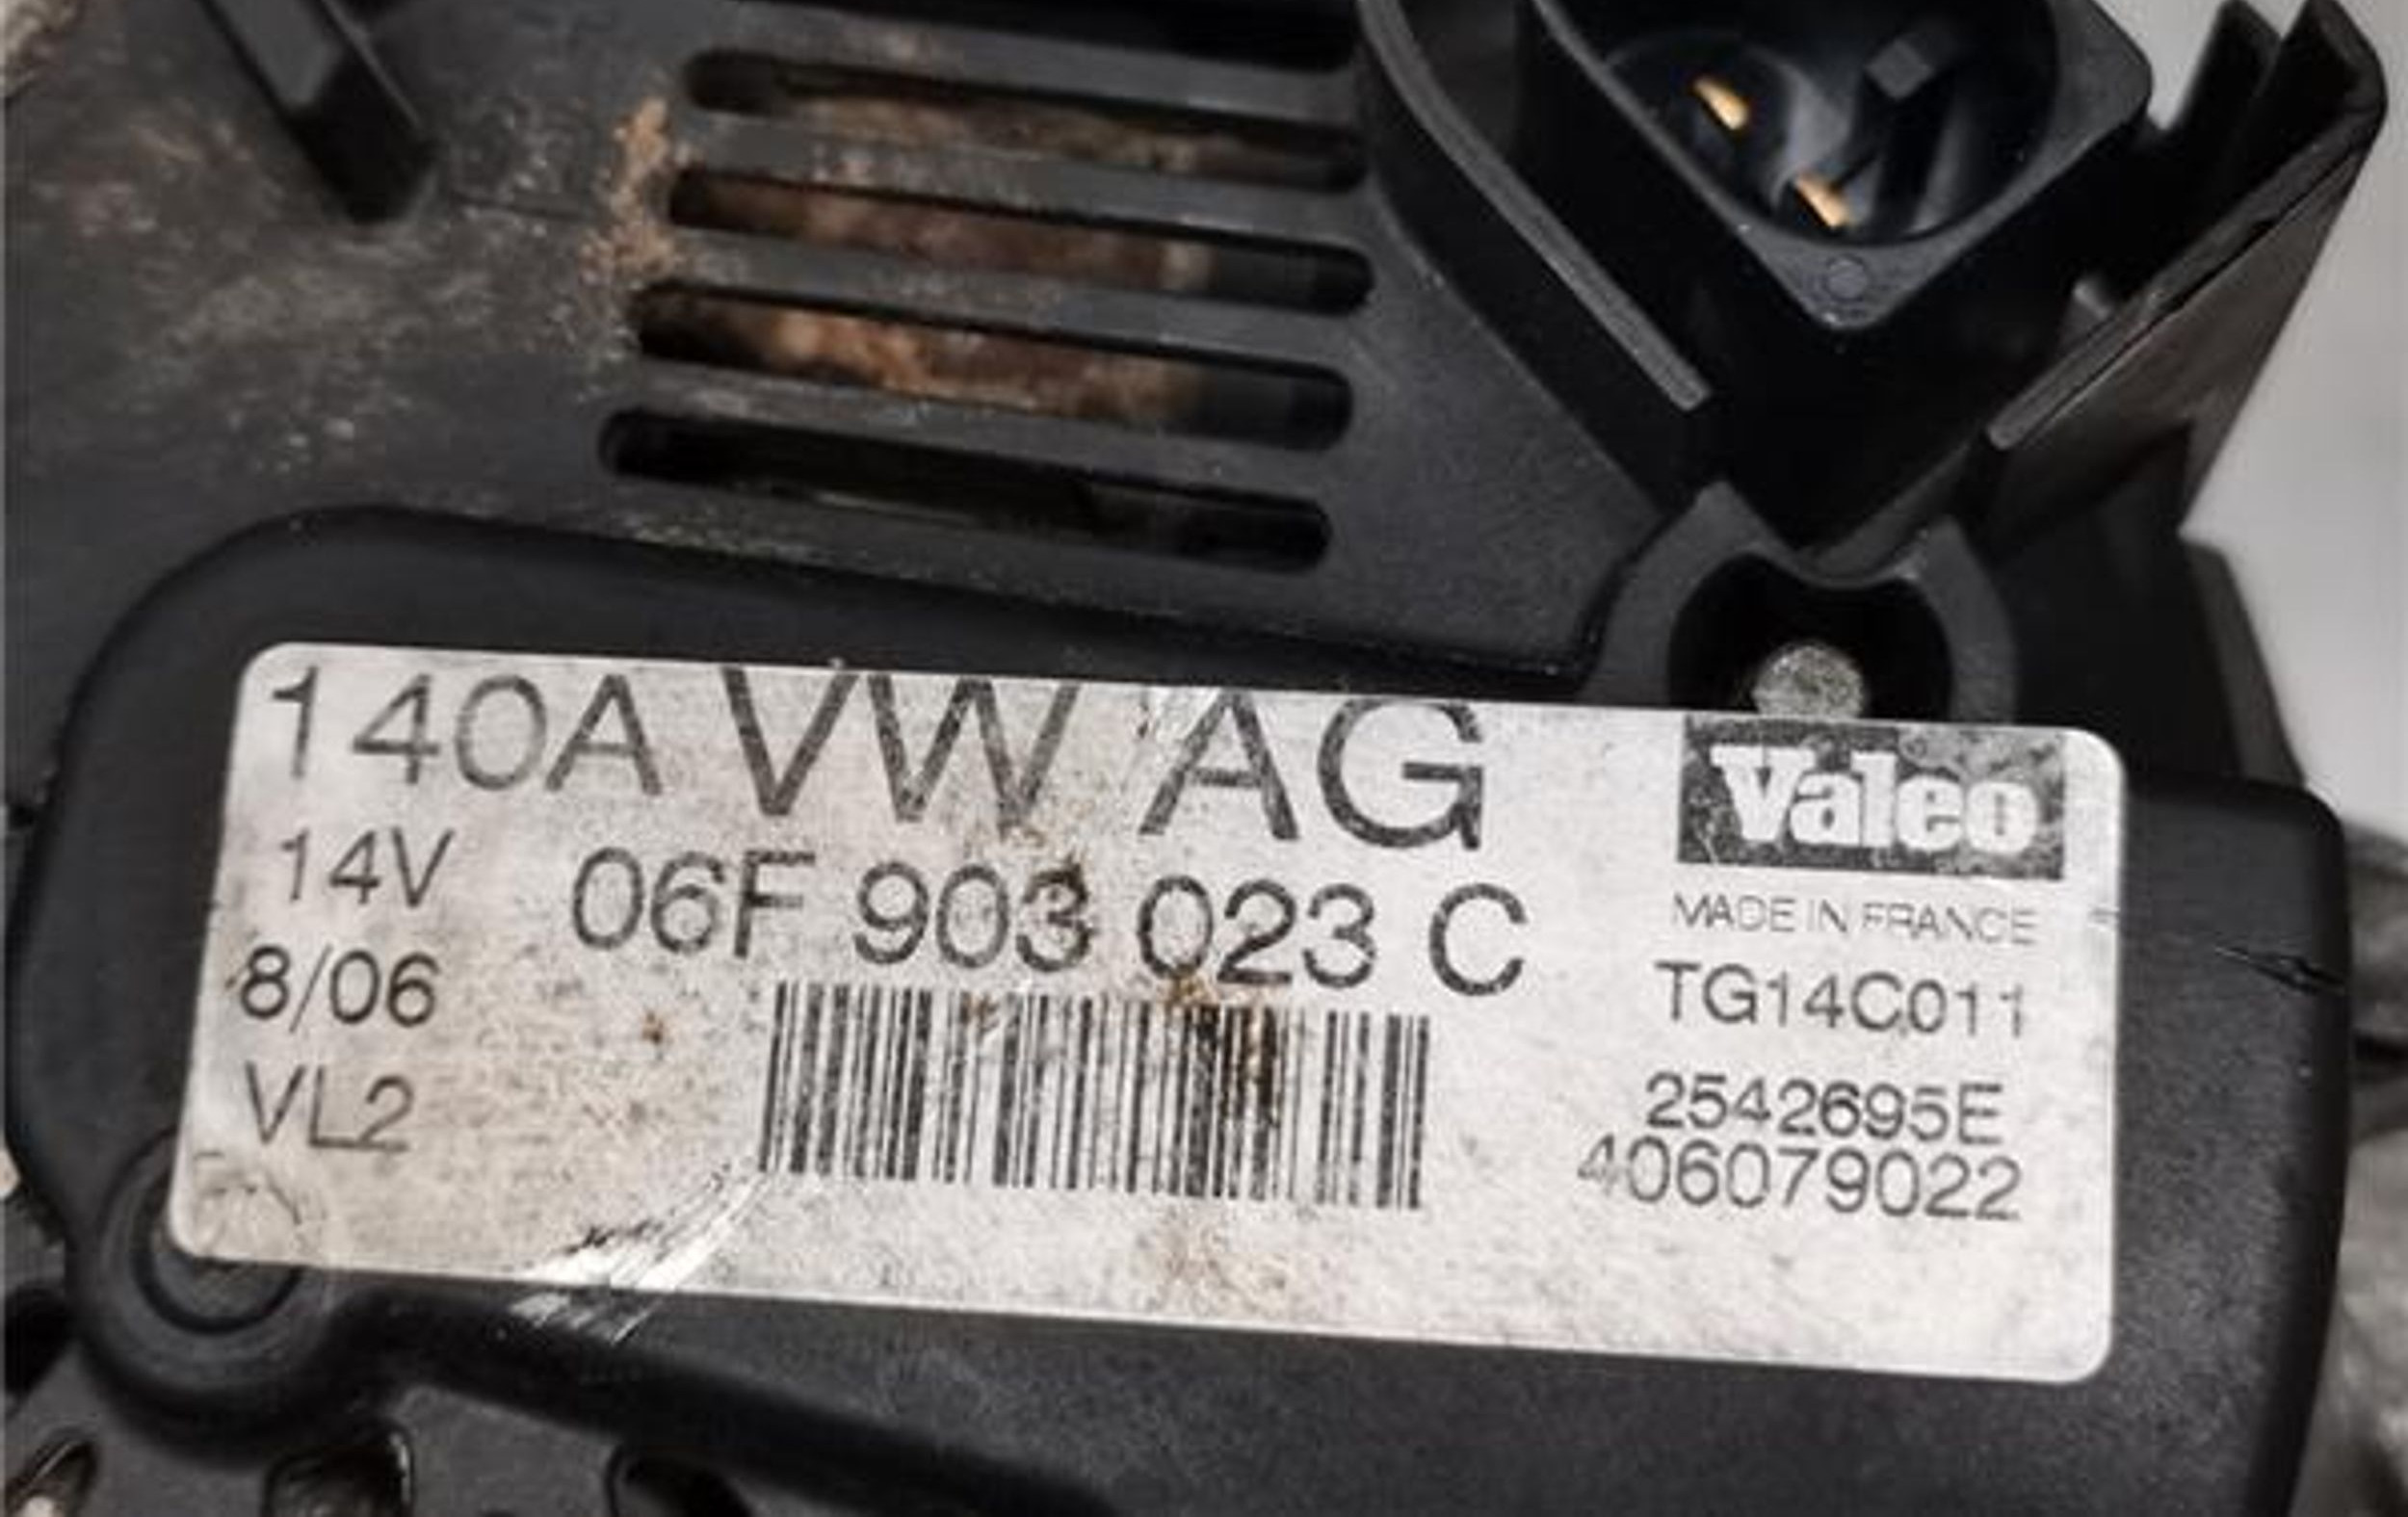 140A VW AG
Valeo
14V
06F 903 023 C
MADE IN FRANCE
8/06
TG14C011
VL2
2542695E
406079022